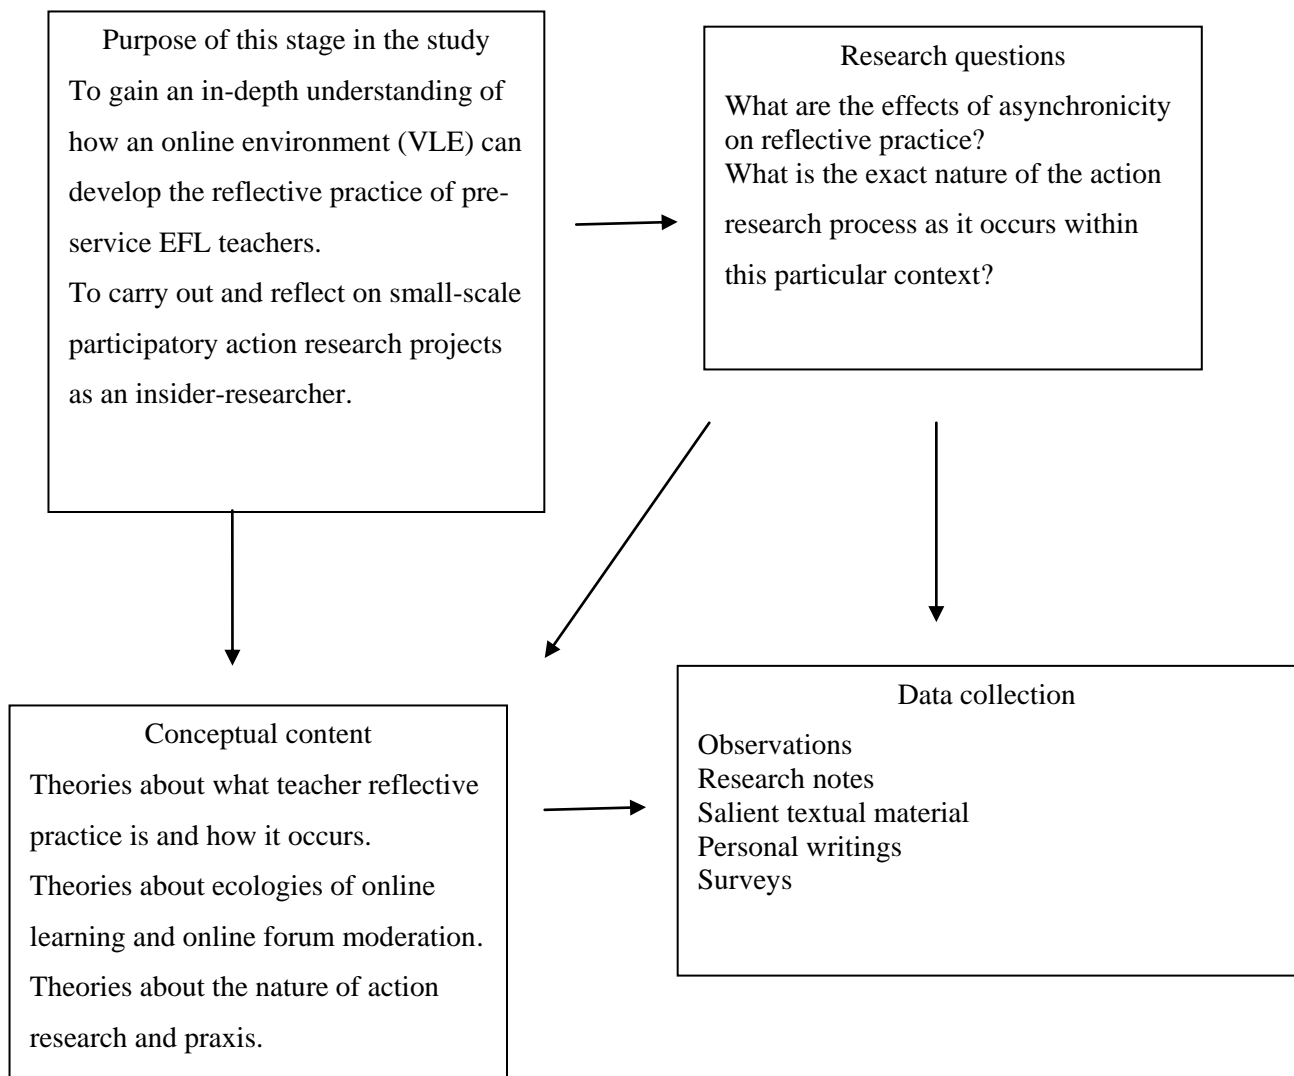 Purpose of this stage in the study
To gain an in-depth understanding of
how an online environment (VLE) can
develop the reflective practice of pre-
service EFL teachers.
To carry out and reflect on small-scale
participatory action research projects
as an insider-researcher.
Research questions
What are the effects of asynchronicity
on reflective practice?
What is the exact nature of the action
research process as it occurs within
this particular context?
Conceptual content
Theories about what teacher reflective
practice is and how it occurs.
Theories about ecologies of online
learning and online forum moderation.
Theories about the nature of action
research and praxis.
Data collection
Observations
Research notes
Salient textual material
Personal writings
Surveys